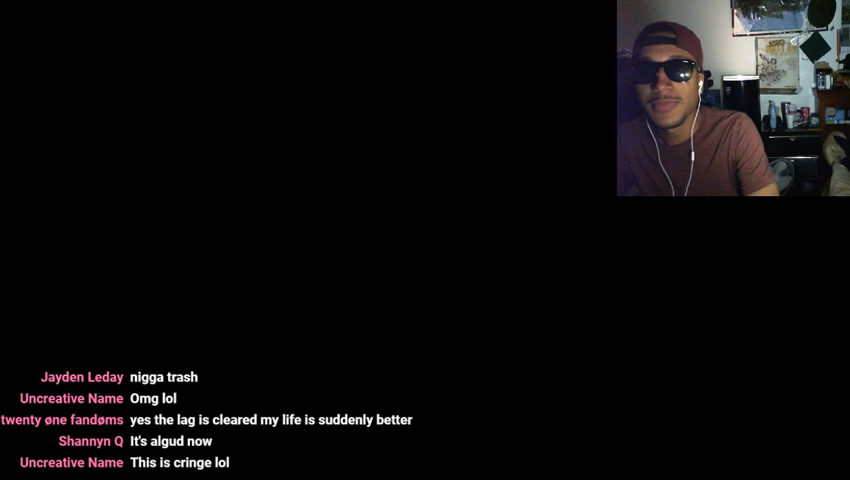 Jayden Leday nigga trash
Uncreative Name Omg lol
twenty øne fandøms yes the lag is cleared my life is suddenly better
Shannyn Q It's algud now
Uncreative Name This is cringe lol